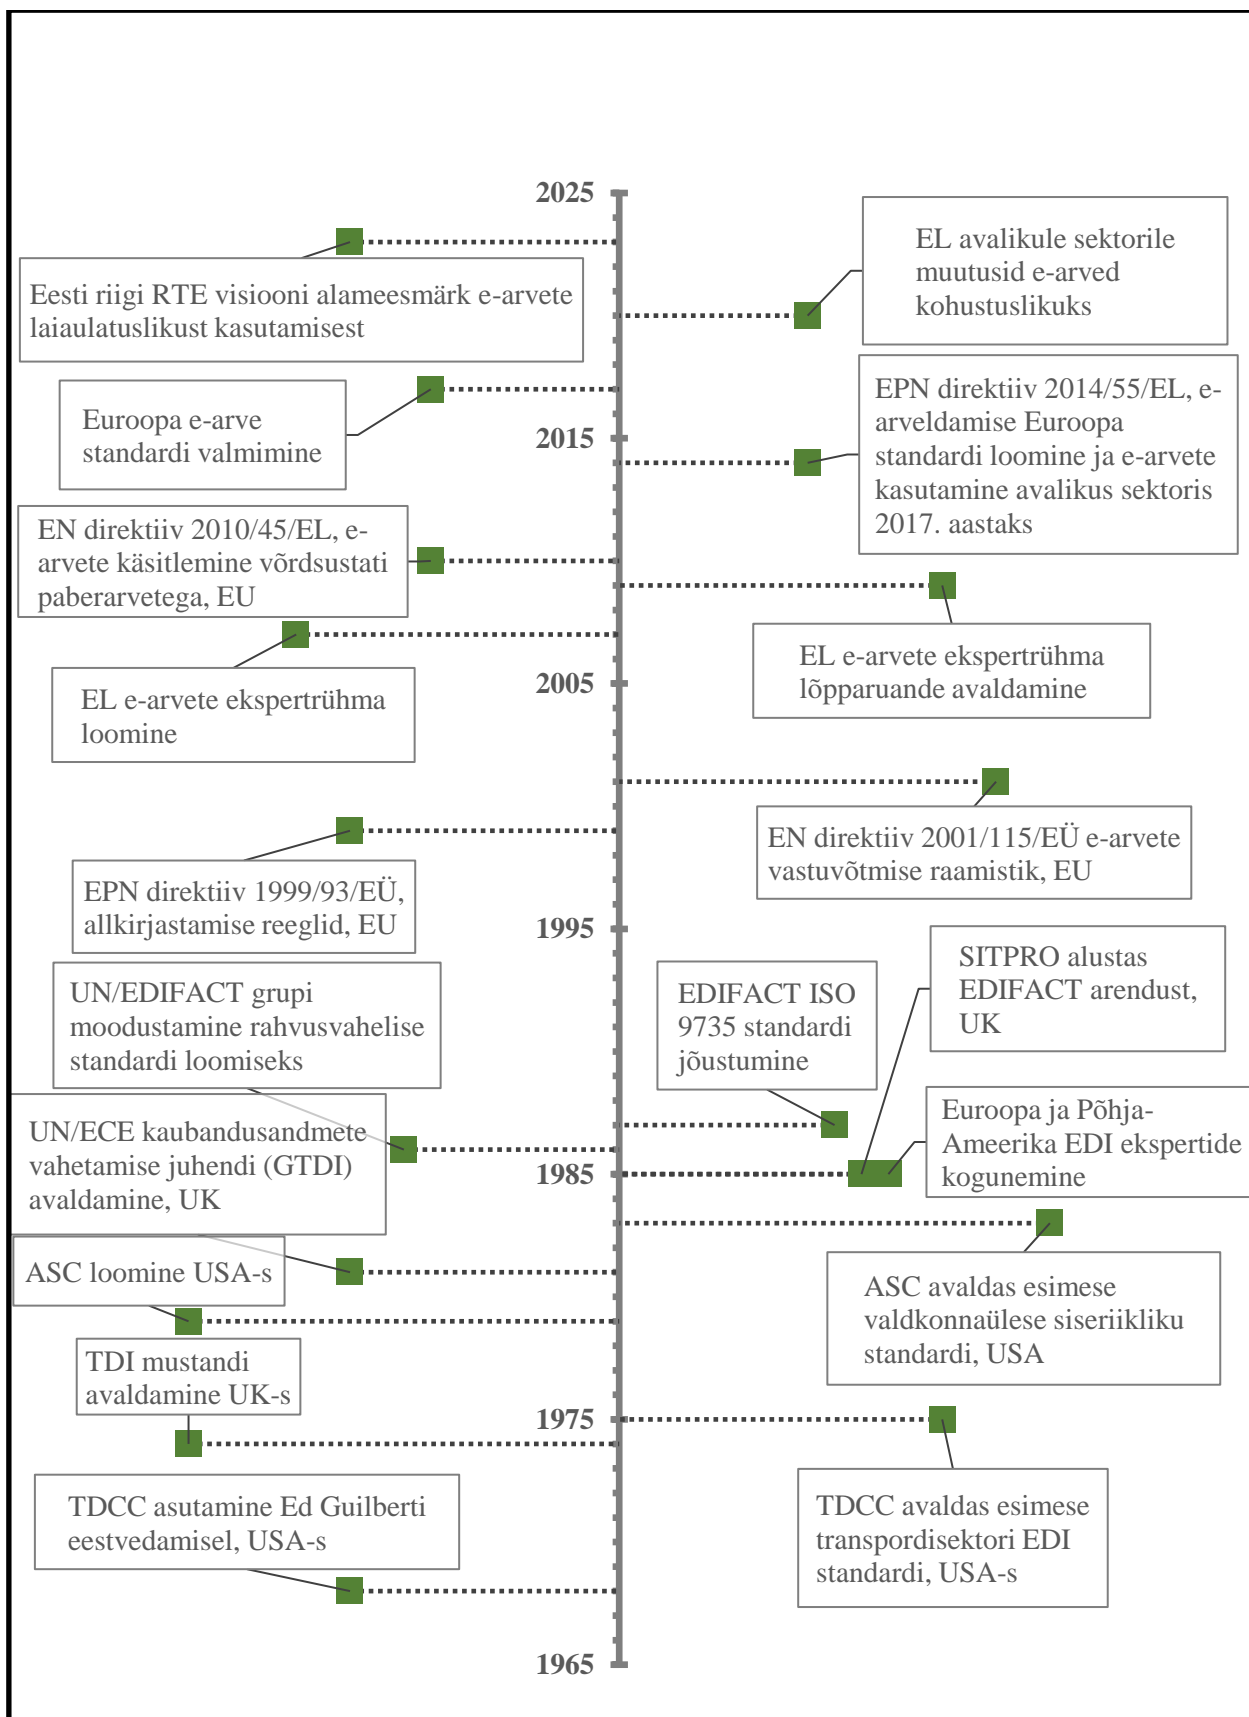 2025
EL avalikule sektorile
muutusid e-arved
kohustuslikuks
Eesti riigi RTE visiooni alameesmärk e-arvete
laiaulatuslikust kasutamisest
EPN direktiiv 2014/55/EL, e-
arveldamise Euroopa
standardi loomine ja e-arvete
kasutamine avalikus sektoris
2017. aastaks
Euroopa e-arve
standardi valmimine
2015
EN direktiiv 2010/45/EL, e-
arvete käsitlemine võrdsustati
paberarvetega, EU
EL e-arvete ekspertrühma
lõpparuande avaldamine
2005
EL e-arvete ekspertrühma
loomine
EN direktiiv 2001/115/EÜ e-arvete
vastuvõtmise raamistik, EU
EPN direktiiv 1999/93/EÜ,
allkirjastamise reeglid, EU
1995
SITPRO alustas
EDIFACT arendust,
UK
EDIFACT ISO
9735 standardi
jõustumine
UN/EDIFACT grupi
moodustamine rahvusvahelise
standardi loomiseks
Euroopa ja Põhja-
Ameerika EDI ekspertide
kogunemine
UN/ECE kaubandusandmete
vahetamise juhendi (GTDI)
avaldamine, UK
1985
ASC loomine USA-s
ASC avaldas esimese
valdkonnaülese siseriikliku
standardi, USA
TDI mustandi
avaldamine UK-s
1975
TDCC asutamine Ed Guilberti
eestvedamisel, USA-s
TDCC avaldas esimese
transpordisektori EDI
standardi, USA-s
1965